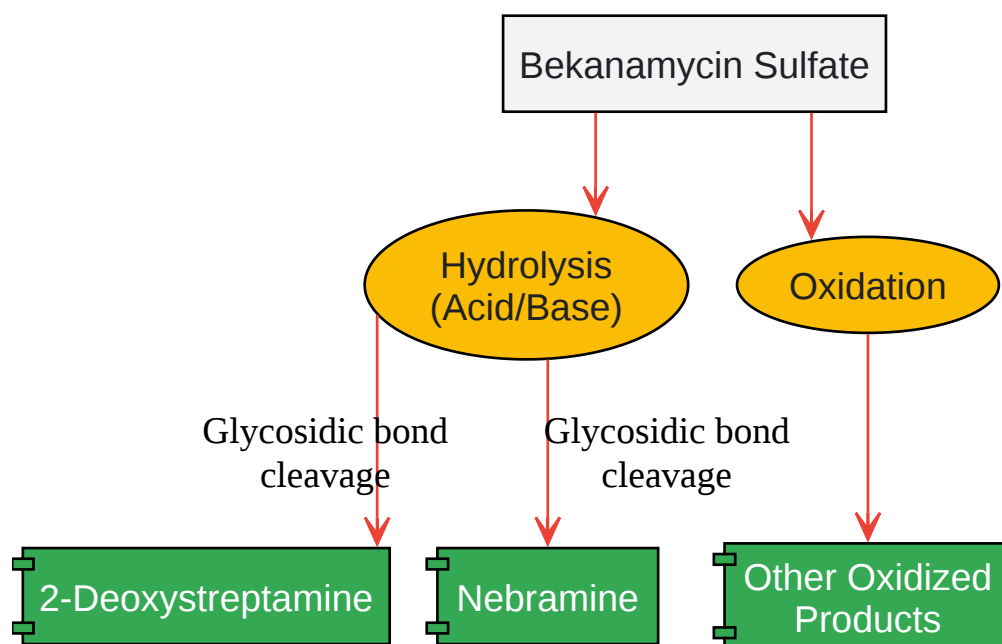 Bekanamycin Sulfate
Hydrolysis
(Acid/Base)
Oxidation
Glycosidic bond
cleavage
Glycosidic bond
cleavage
2-Deoxystreptamine
Nebramine
Other Oxidized
Products